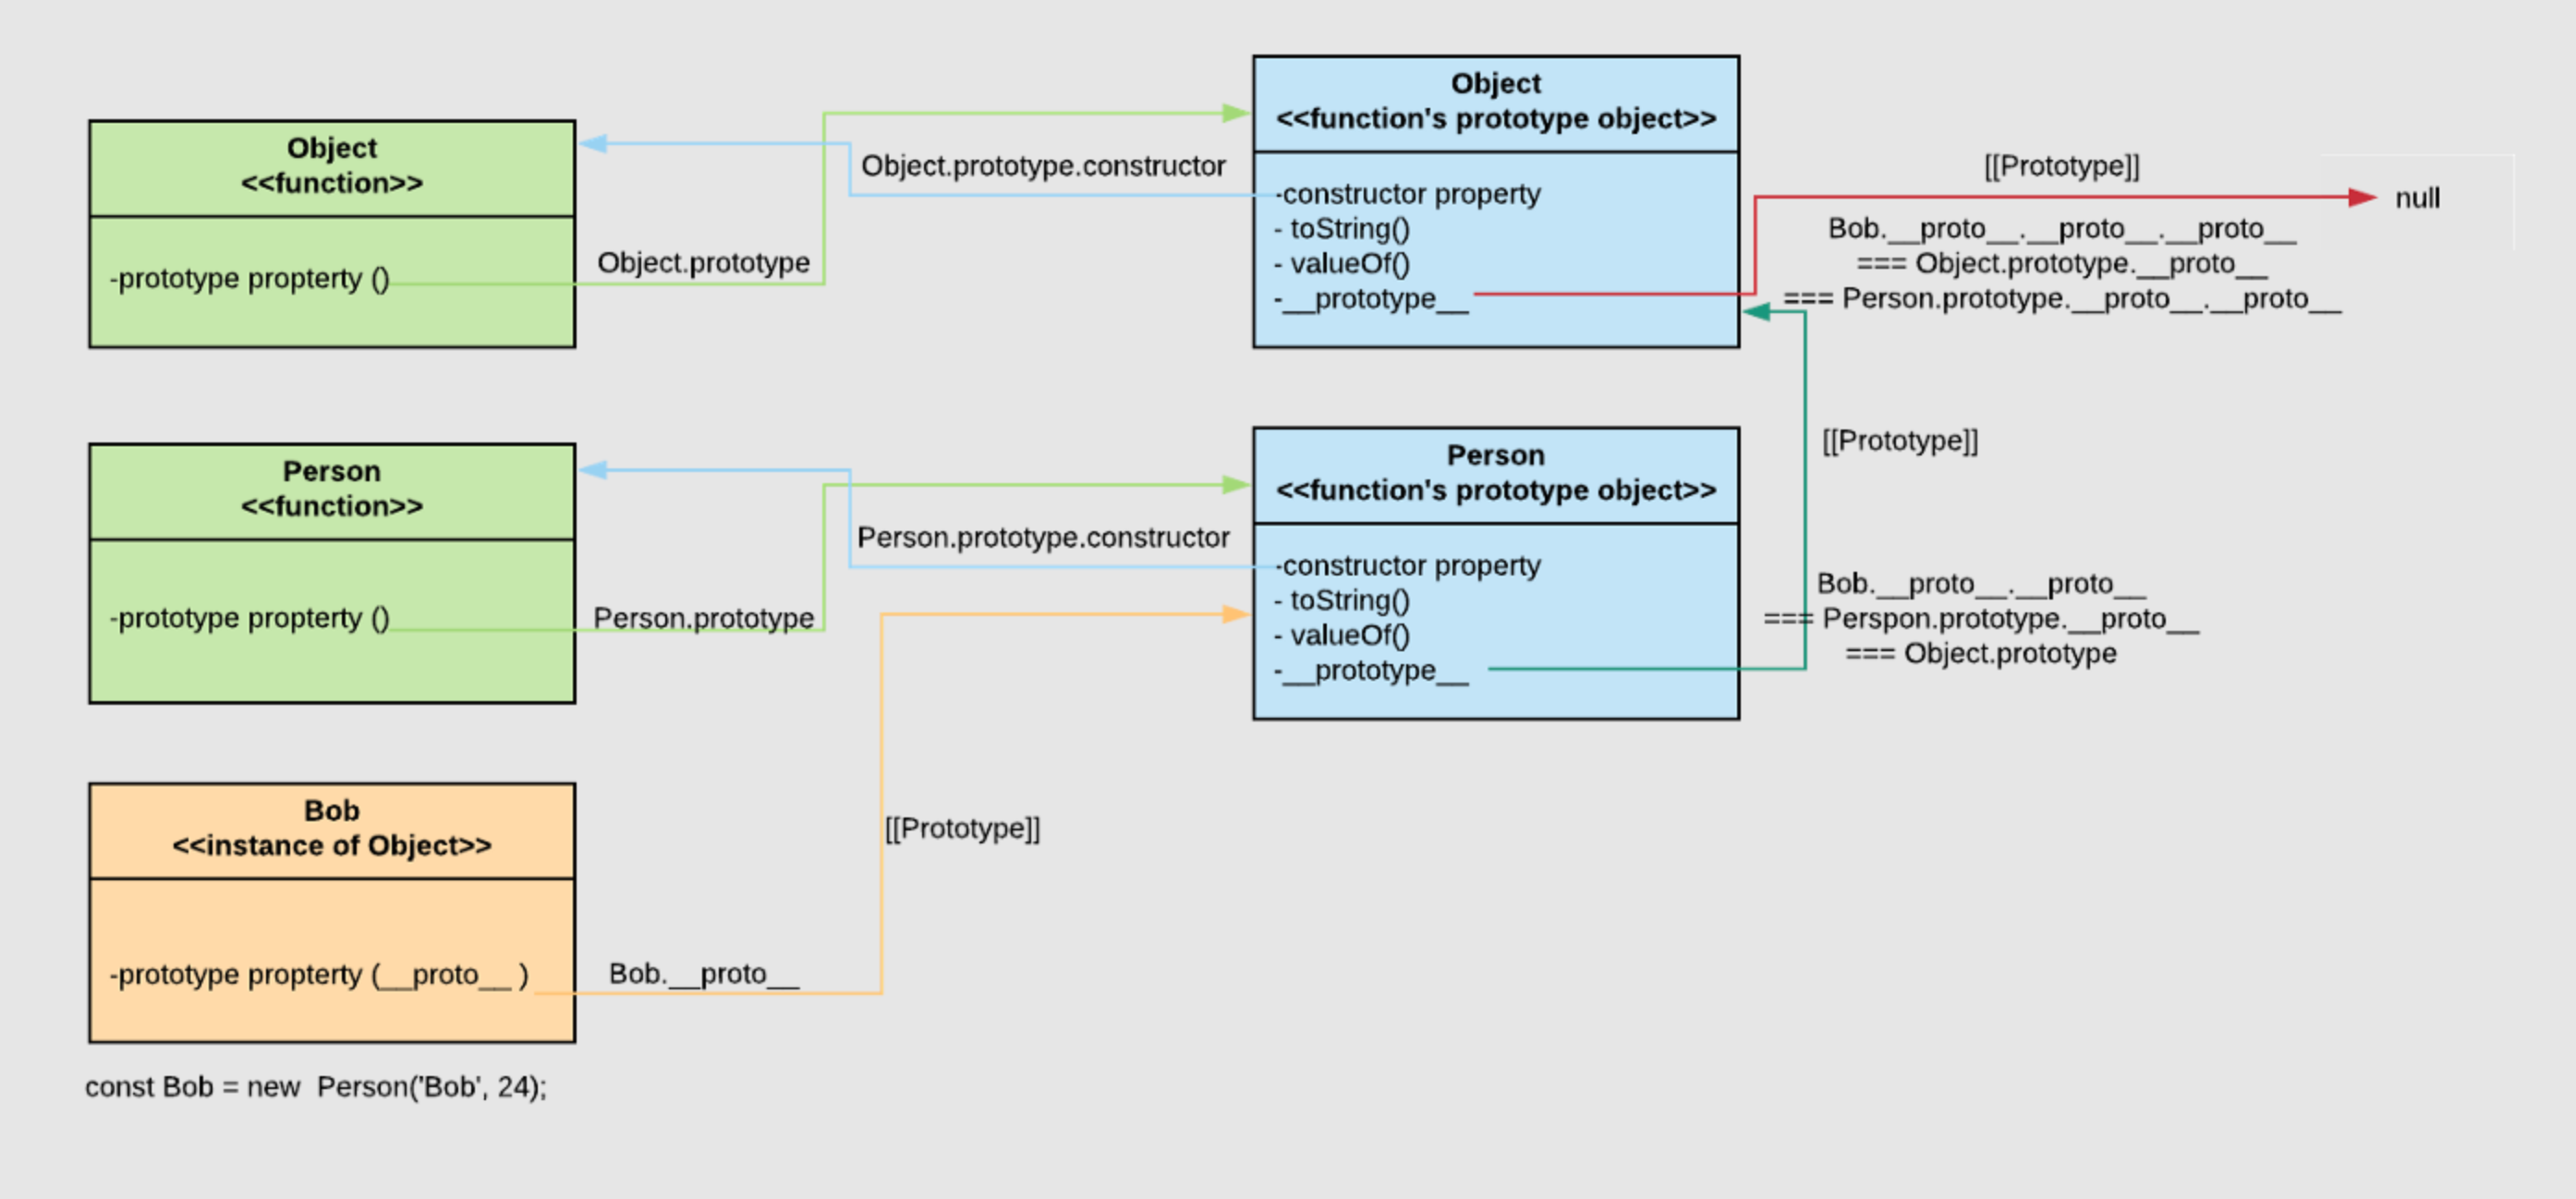 Object
<<function>>
-prototype propterty ()
Object.prototype
Object.prototype.constructor
Object
<<function's prototype object>>
-constructor property
- toString()
- valueOf()
-__prototype__
[[Prototype]]
null
Bob.__proto__.__proto__.__proto__
=== Object.prototype.__proto__
=== Person.prototype.__proto__.__proto__
Person
<<function>>
-prototype propterty ()
Person.prototype
Person.prototype.constructor
Person
<<function's prototype object>>
-constructor property
- toString()
- valueOf()
-__prototype__
[[Prototype]]
Bob.__proto__.__proto__
=== Perspon.prototype.__proto__
=== Object.prototype
Bob
<<instance of Object>>
-prototype propterty (__proto__ )
Bob.__proto__
[[Prototype]]
const Bob = new  Person('Bob', 24);